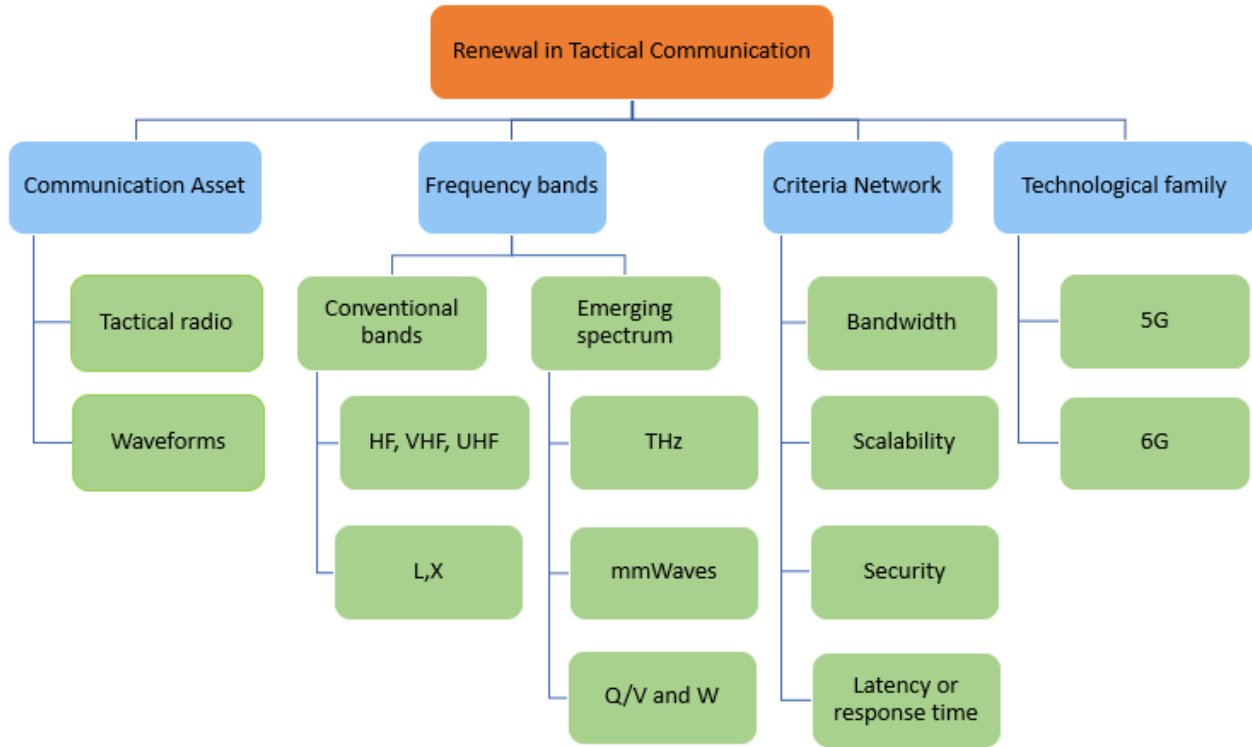 Renewal in Tactical Communication
Communication Asset
Frequency bands
Criteria Network
Technological family
Tactical radio
Waveforms
Conventional
bands
HF, VHF, UHF
L,X
Emerging
spectrum
THz
mmWaves
Q/V and W
Bandwidth
Scalability
Security
Latency or
response time
5G
6G